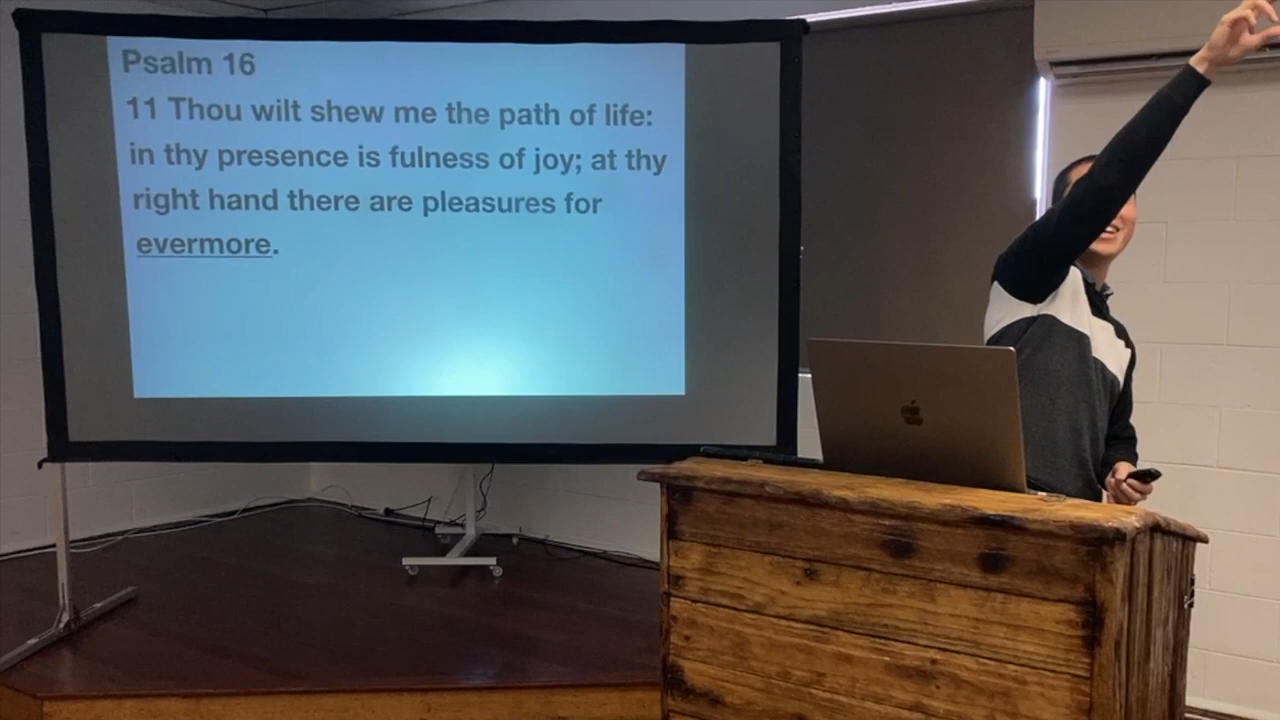 Psalm 16
11 Thou wilt shew me the path of life:
in thy presence is fulness of joy; at thy
right hand there are pleasures for
evermore.